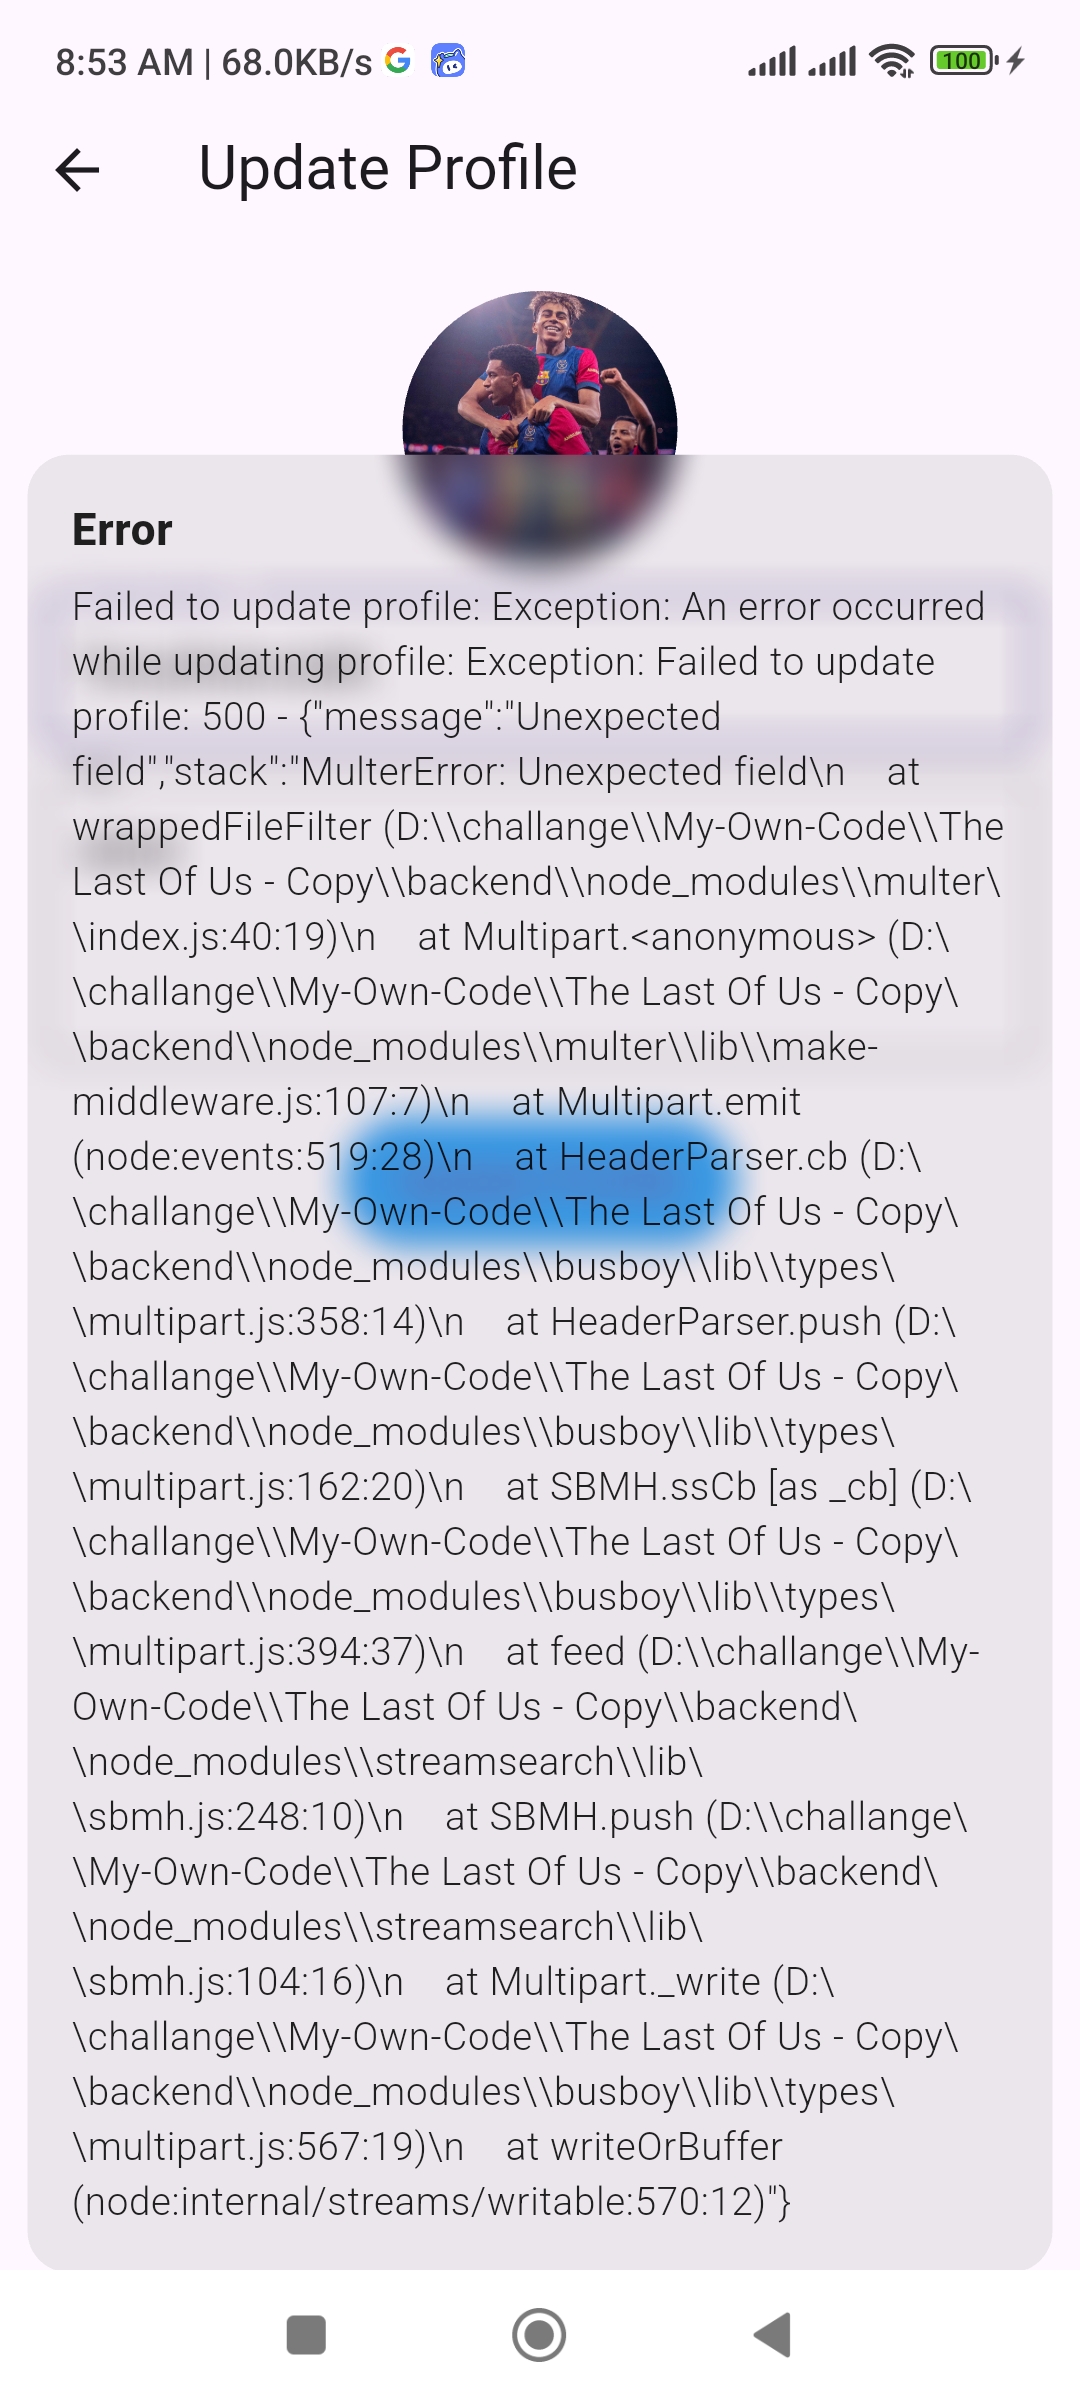 8:53 AM | 68.0KB/s
100
Update Profile
Error
Failed to update profile: Exception: An error occurred
while updating profile: Exception: Failed to update
profile: 500 - {"message":"Unexpected
field","stack":"MulterError: Unexpected field\n    at
wrappedFileFilter (D:\\challange\\My-Own-Code\\The
Last Of Us - Copy\\backend\\node_modules\\multer\
\index.js:40:19)\n    at Multipart.<anonymous> (D:\
\challange\\My-Own-Code\\The Last Of Us - Copy\
\backend\\node_modules\\multer\\lib\\make-
middleware.js:107:7)\n    at Multipart.emit
(node:events:519:28)\n    at HeaderParser.cb (D:\
\challange\\My-Own-Code\\The Last Of Us - Copy\
\backend\\node_modules\\busboy\\lib\\types\
\multipart.js:358:14)\n    at HeaderParser.push (D:\
\challange\\My-Own-Code\\The Last Of Us - Copy\
\backend\\node_modules\\busboy\\lib\\types\
\multipart.js:162:20)\n    at SBMH.ssCb [as _cb] (D:\
\challange\\My-Own-Code\\The Last Of Us - Copy\
\backend\\node_modules\\busboy\\lib\\types\
\multipart.js:394:37)\n    at feed (D:\\challange\\My-
Own-Code\\The Last Of Us - Copy\\backend\
\node_modules\\streamsearch\\lib\
\sbmh.js:248:10)\n    at SBMH.push (D:\\challange\
\My-Own-Code\\The Last Of Us - Copy\\backend\
\node_modules\\streamsearch\\lib\
\sbmh.js:104:16)\n    at Multipart._write (D:\
\challange\\My-Own-Code\\The Last Of Us - Copy\
\backend\\node_modules\\busboy\\lib\\types\
\multipart.js:567:19)\n    at writeOrBuffer
(node:internal/streams/writable:570:12)"}